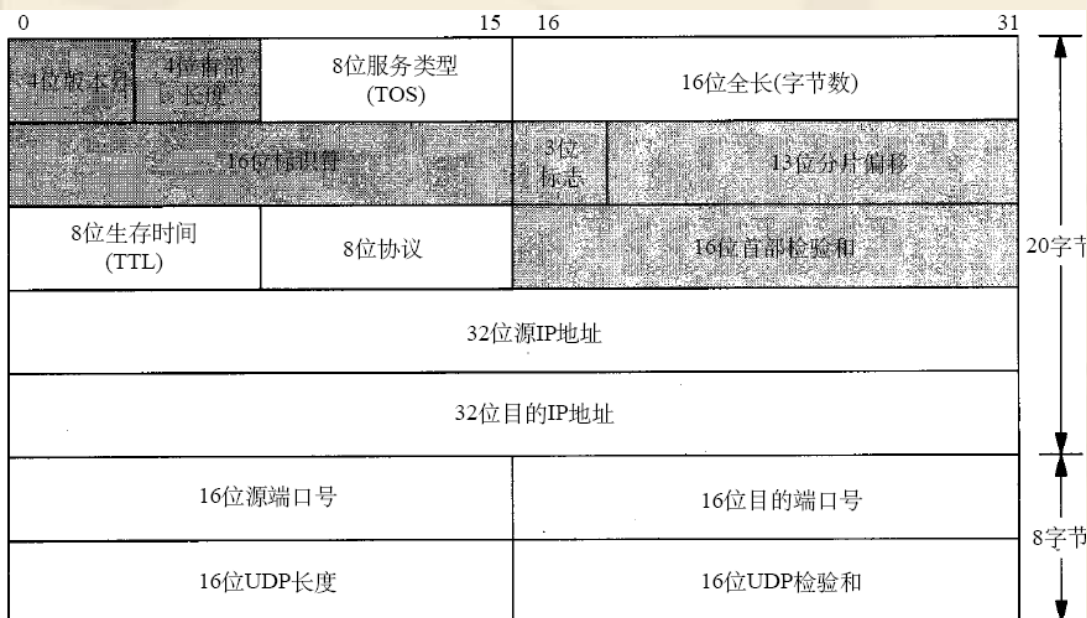 0 15 16 31
4位版本号
4位首部
长度
8位服务类型
(TOS)
16位全长(字节数)
16位标识符
3位
标志
13位分片偏移
8位生存时间
(TTL)
8位协议
16位首部检验和
20字节
32位源IP地址
32位目的IP地址
16位源端口号
16位目的端口号
8字节
16位UDP长度
16位UDP检验和